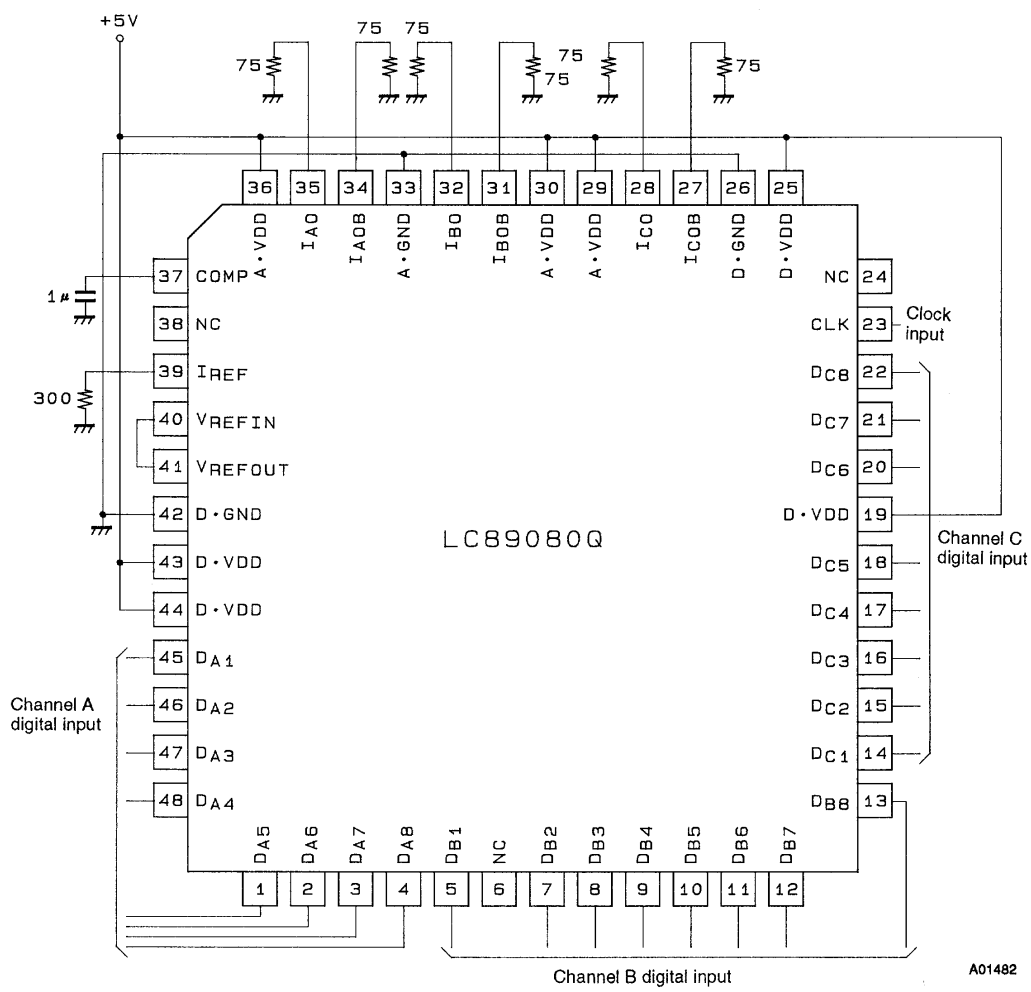 +5V
75 75 75 75 75 75
36 35 34 33 32 31 30 29 28 27 26 25
A·VDD IAO IAOB A·GND IBO IBOB A·VDD A·VDD ICO ICOB D·GND D·VDD
37 COMP
1μ
38 NC
39 IREF
300
40 VREFIN
41 VREFOUT
42 D·GND
43 D·VDD
44 D·VDD
45 DA1
46 DA2
47 DA3
48 DA4
Channel A
digital input
LC89080Q
NC 24
CLK 23
Clock
input
DC8 22
DC7 21
DC6 20
D·VDD 19
DC5 18
DC4 17
DC3 16
DC2 15
DC1 14
DB8 13
Channel C
digital input
DA5 DA6 DA7 DA8 DB1 NC DB2 DB3 DB4 DB5 DB6 DB7
1 2 3 4 5 6 7 8 9 10 11 12
Channel B digital input
A01482